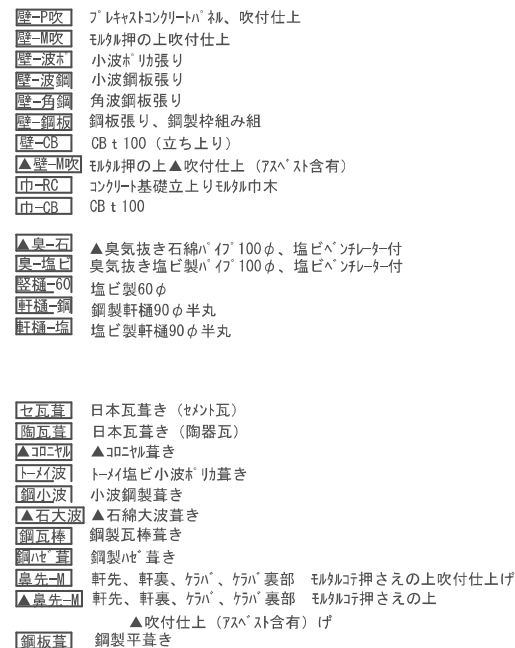 壁-P吹 プレキャストコンクリートパネル、吹付仕上
壁-M吹 モルタル押の上吹付仕上
壁-波ポ 小波ポリカ張り
壁-波鋼 小波鋼板張り
壁-角鋼 角波鋼板張り
壁-鋼板 鋼板張り、鋼製枠組み組
壁-CB CBt100（立ち上り）
▲壁-M吹 モルタル押の上▲吹付仕上（アスベスト含有）
巾-RC コンクリート基礎立上りモルタル巾木
巾-CB CBt100
▲臭-石 ▲臭気抜き石綿パイプ100φ、塩ビベンチレーター付
臭-塩ビ 臭気抜き塩ビ製パイプ100φ、塩ビベンチレーター付
竪樋-60 塩ビ製60φ
軒樋-鋼 鋼製軒樋90φ半丸
軒樋-塩 塩ビ製軒樋90φ半丸
セ瓦葺 日本瓦葺き（セメント瓦）
陶瓦葺 日本瓦葺き（陶器瓦）
▲コロニヤル ▲コロニヤル葺き
トーメイ波 トーメイ塩ビ小波ポリカ葺き
鋼小波 小波鋼製葺き
▲石大波 ▲石綿大波葺き
鋼瓦棒 鋼製瓦棒葺き
鋼ハゼ葺 鋼製ハゼ葺き
鼻先-M 軒先、軒裏、ケラバ、ケラバ裏部 モルタルコテ押さえの上吹付仕上げ
▲鼻先-M 軒先、軒裏、ケラバ、ケラバ裏部 モルタルコテ押さえの上
▲吹付仕上（アスベスト含有）げ
鋼板葺 鋼製平葺き